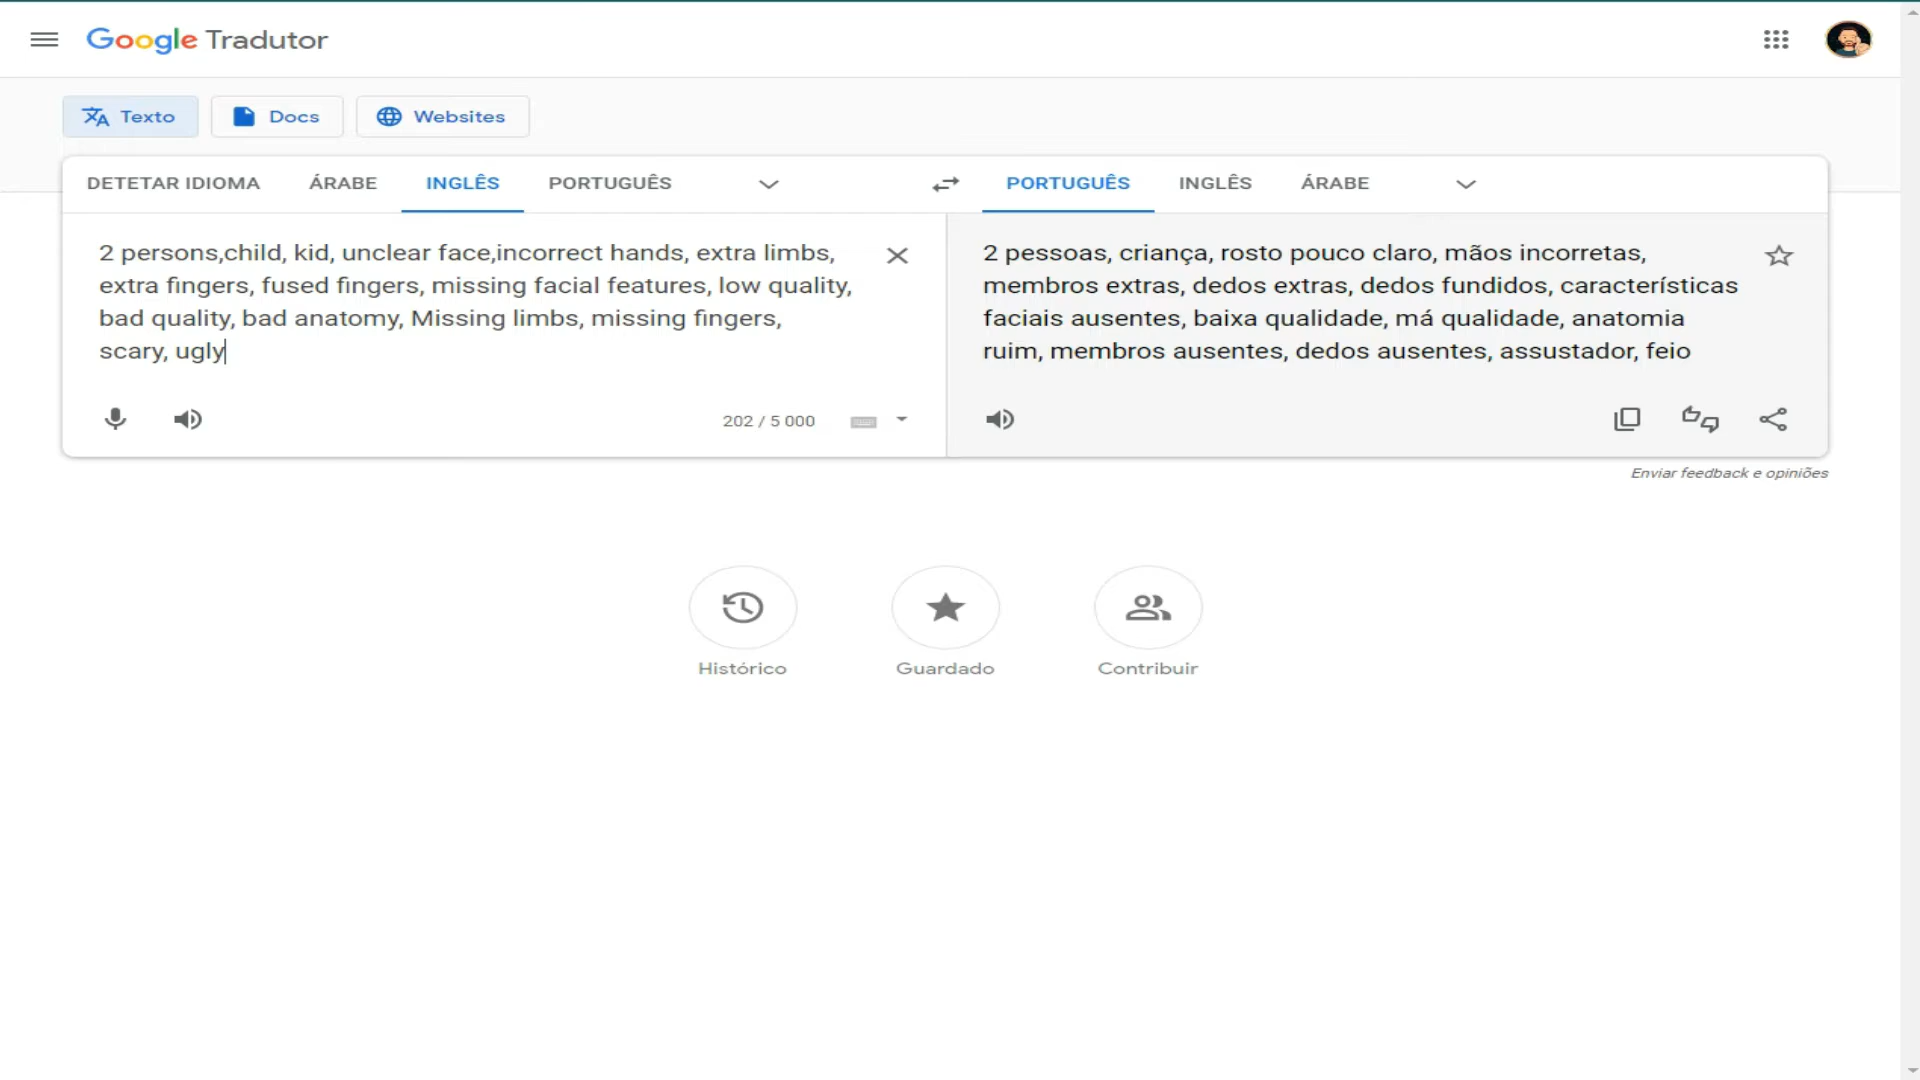 Google Tradutor
Texto
Docs
Websites
DETETAR IDIOMA
ÁRABE
INGLÊS
PORTUGUÊS
PORTUGUÊS
INGLÊS
ÁRABE
2 persons,child, kid, unclear face,incorrect hands, extra limbs,
extra fingers, fused fingers, missing facial features, low quality,
bad quality, bad anatomy, Missing limbs, missing fingers,
scary, ugly
202 / 5 000
2 pessoas, criança, rosto pouco claro, mãos incorretas,
membros extras, dedos extras, dedos fundidos, características
faciais ausentes, baixa qualidade, má qualidade, anatomia
ruim, membros ausentes, dedos ausentes, assustador, feio
Enviar feedback e opiniões
Histórico
Guardado
Contribuir